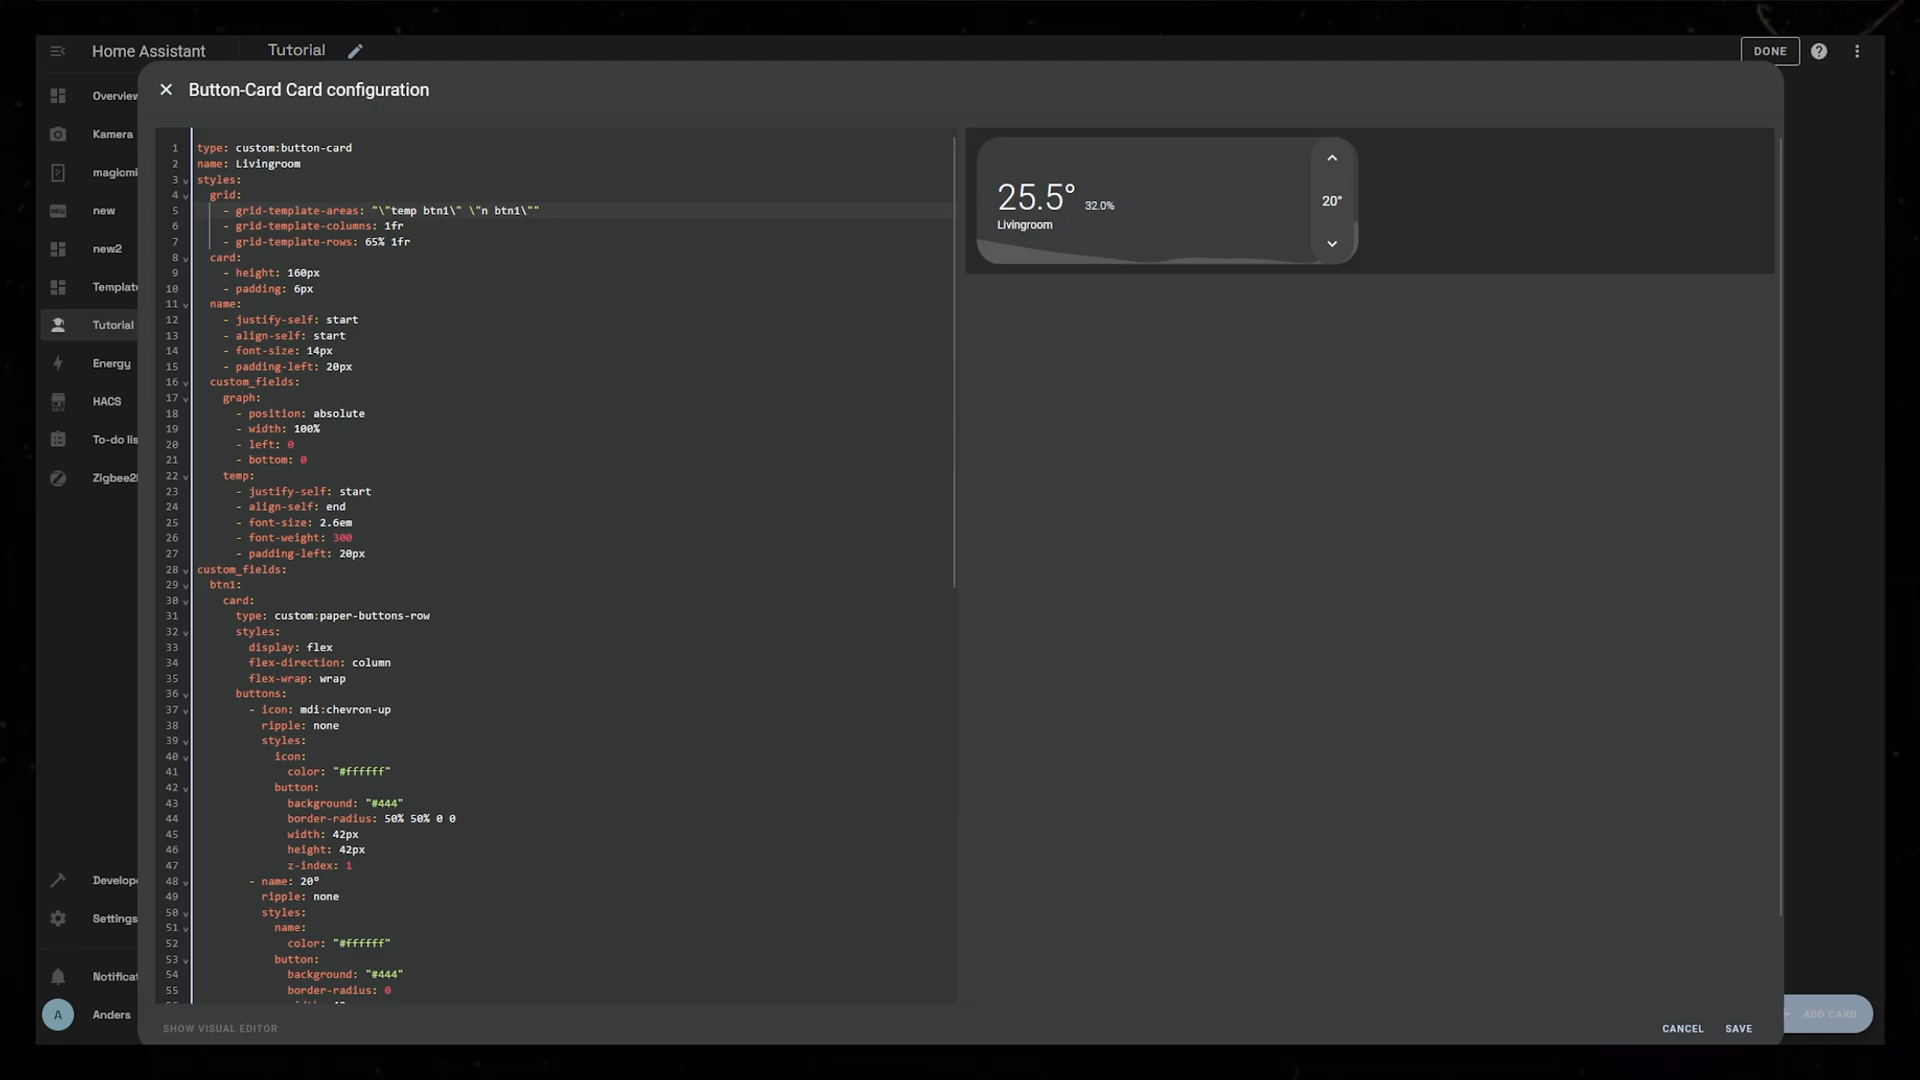 Home Assistant
Tutorial
DONE
Button-Card Card configuration
Overview
Kamera
magicmi
new
new2
Template
Tutorial
Energy
HACS
To-do lis
Zigbee2
Develope
Settings
Notificat
A
Anders
1 type: custom:button-card
2 name: Livingroom
3 styles:
4 grid:
5 - grid-template-areas: "\"temp btn1\" \"n btn1\""
6 - grid-template-columns: 1fr
7 - grid-template-rows: 65% 1fr
8 card:
9 - height: 160px
10 - padding: 6px
11 name:
12 - justify-self: start
13 - align-self: start
14 - font-size: 14px
15 - padding-left: 20px
16 custom_fields:
17 graph:
18 - position: absolute
19 - width: 100%
20 - left: 0
21 - bottom: 0
22 temp:
23 - justify-self: start
24 - align-self: end
25 - font-size: 2.6em
26 - font-weight: 300
27 - padding-left: 20px
28 custom_fields:
29 btn1:
30 card:
31 type: custom:paper-buttons-row
32 styles:
33 display: flex
34 flex-direction: column
35 flex-wrap: wrap
36 buttons:
37 - icon: mdi:chevron-up
38 ripple: none
39 styles:
40 icon:
41 color: "#ffffff"
42 button:
43 background: "#444"
44 border-radius: 50% 50% 0 0
45 width: 42px
46 height: 42px
47 z-index: 1
48 - name: 20°
49 ripple: none
50 styles:
51 name:
52 color: "#ffffff"
53 button:
54 background: "#444"
55 border-radius: 0
25.5° 32.0%
Livingroom
20°
SHOW VISUAL EDITOR
CANCEL
SAVE
ADD CARD